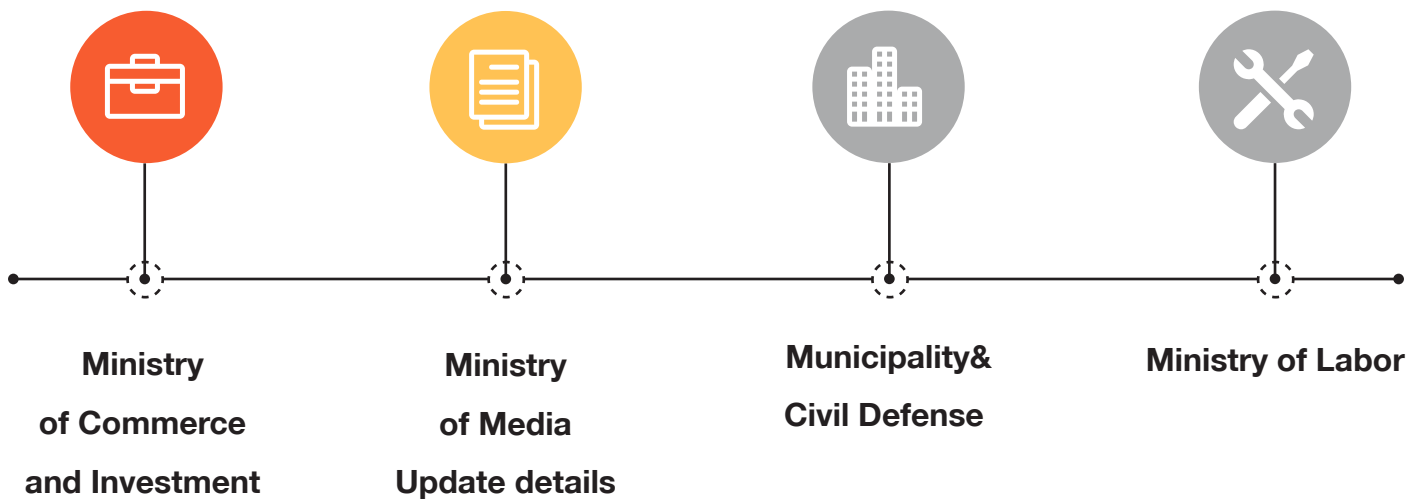 Ministry
of Commerce
and Investment
Ministry
of Media
Update details
Municipality&
Civil Defense
Ministry of Labor